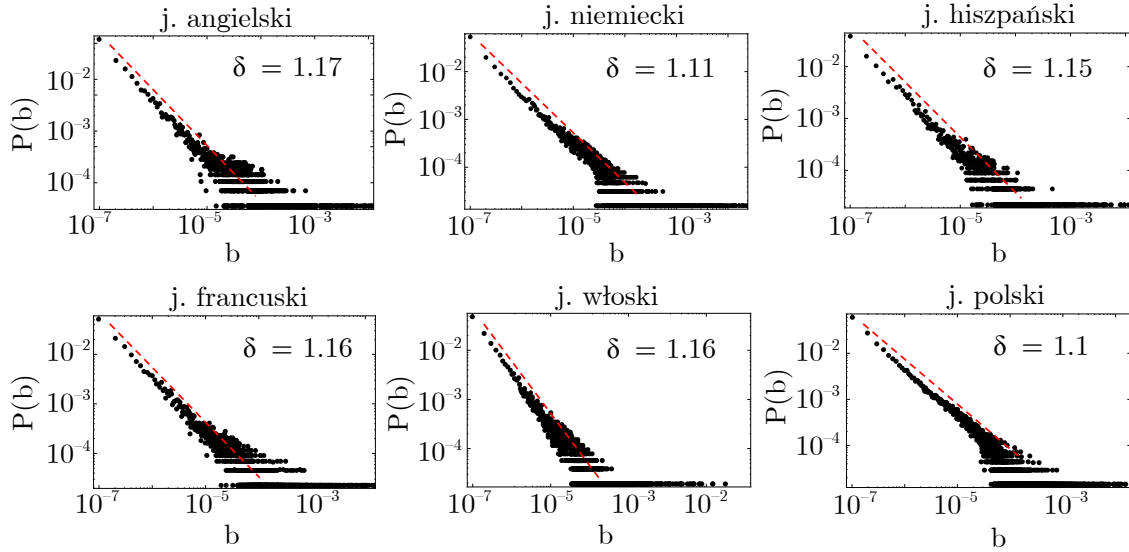 j. angielski
δ = 1.17
P(b)
10⁻²
10⁻³
10⁻⁴
10⁻⁷ 10⁻⁵ 10⁻³
b
j. niemiecki
δ = 1.11
P(b)
10⁻²
10⁻³
10⁻⁴
10⁻⁷ 10⁻⁵ 10⁻³
b
j. hiszpański
δ = 1.15
P(b)
10⁻²
10⁻³
10⁻⁴
10⁻⁷ 10⁻⁵ 10⁻³
b
j. francuski
δ = 1.16
P(b)
10⁻²
10⁻³
10⁻⁴
10⁻⁷ 10⁻⁵ 10⁻³
b
j. włoski
δ = 1.16
P(b)
10⁻²
10⁻³
10⁻⁴
10⁻⁷ 10⁻⁵ 10⁻³ 10⁻¹
b
j. polski
δ = 1.1
P(b)
10⁻²
10⁻³
10⁻⁴
10⁻⁷ 10⁻⁵ 10⁻³
b